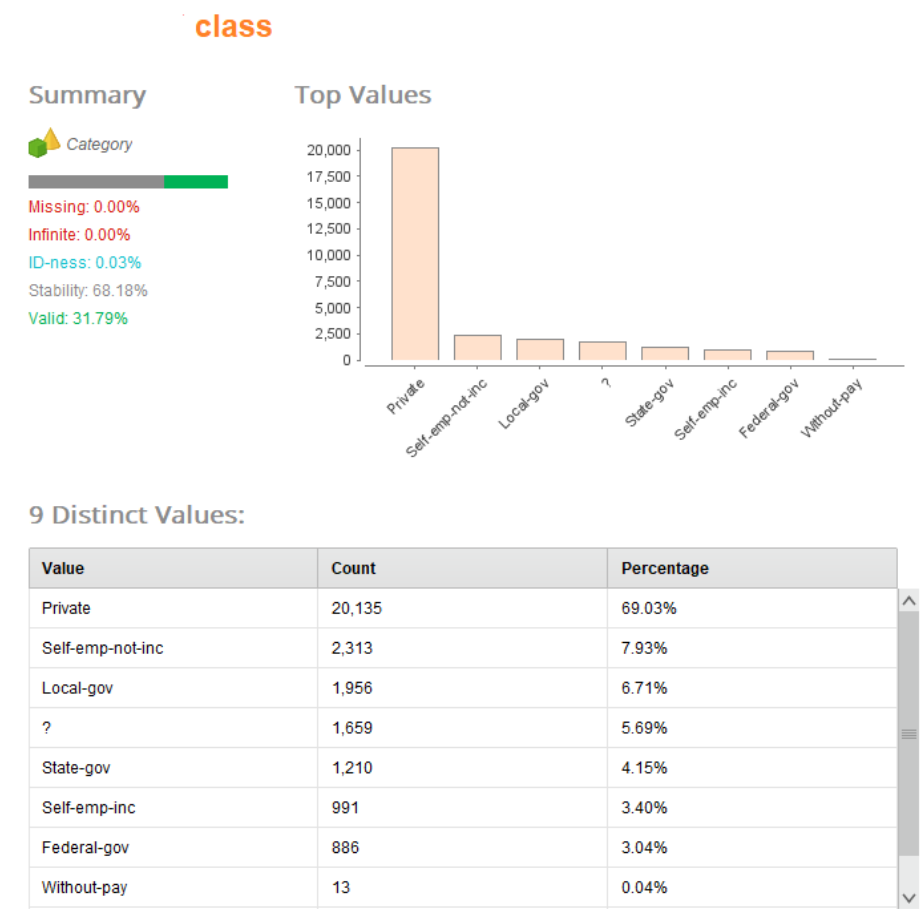 class
Summary
Top Values
Category
Missing: 0.00%
Infinite: 0.00%
ID-ness: 0.03%
Stability: 68.18%
Valid: 31.79%
20,000
17,500
15,000
12,500
10,000
7,500
5,000
2,500
0
Private
Self-emp-not-inc
Local-gov
?
State-gov
Self-emp-inc
Federal-gov
Without-pay
9 Distinct Values:
Value Count Percentage
Private 20,135 69.03%
Self-emp-not-inc 2,313 7.93%
Local-gov 1,956 6.71%
? 1,659 5.69%
State-gov 1,210 4.15%
Self-emp-inc 991 3.40%
Federal-gov 886 3.04%
Without-pay 13 0.04%